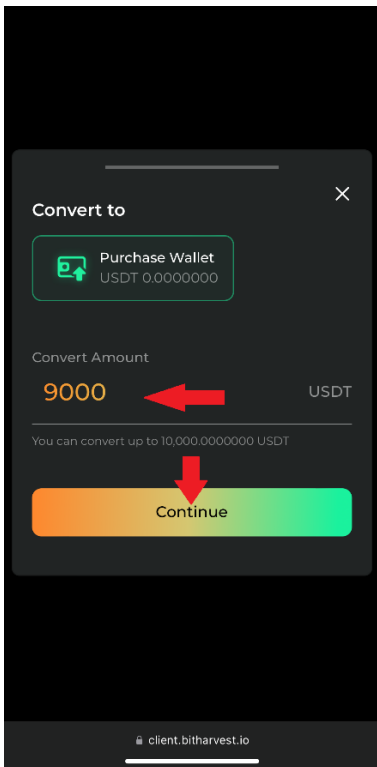 Convert to
Purchase Wallet
USDT 0.0000000
Convert Amount
9000 USDT
You can convert up to 10,000.0000000 USDT
Continue
client.bitharvest.io